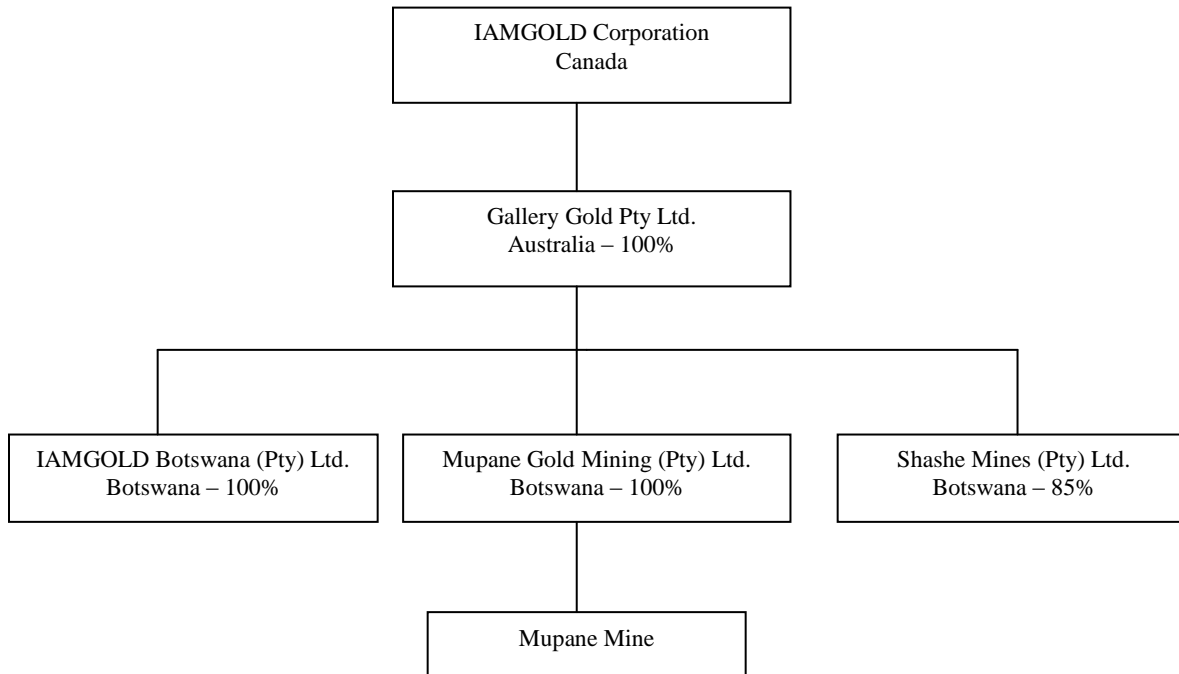 IAMGOLD Corporation
Canada
Gallery Gold Pty Ltd.
Australia – 100%
IAMGOLD Botswana (Pty) Ltd.
Botswana – 100%
Mupane Gold Mining (Pty) Ltd.
Botswana – 100%
Shashe Mines (Pty) Ltd.
Botswana – 85%
Mupane Mine